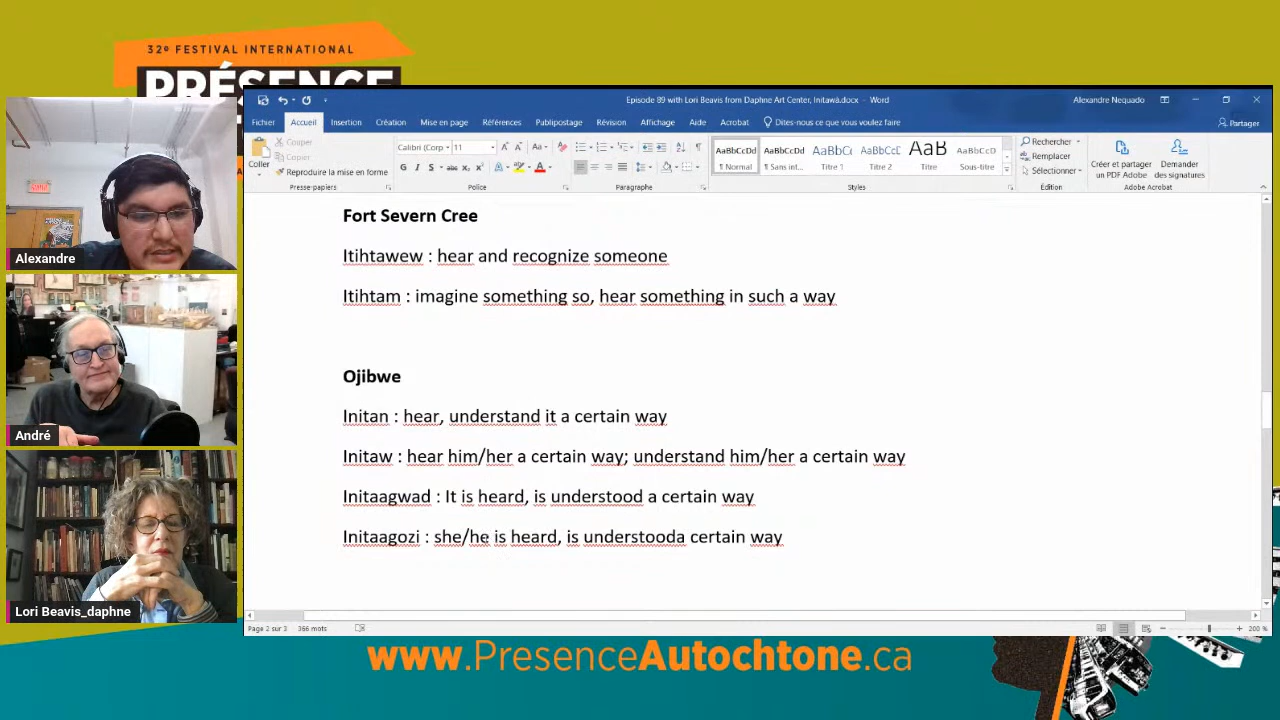 32e FESTIVAL INTERNATIONAL
PRÉSENCE
Episode 89 with Lori Beavis from Daphne Art Center, Initawà.docx – Word
Alexandre Nequado
Fichier Accueil Insertion Création Mise en page Références Publipostage Révision Affichage Aide Acrobat Dites-nous ce que vous voulez faire Partager
Coller
Couper
Copier
Reproduire la mise en forme
Presse-papiers
Calibri (Corp 11
Police
Paragraphe
AaBbCcDd AaBbCcDd AaBbC AaBbCcC AaB AaBbCcD
¶ Normal ¶ Sans int... Titre 1 Titre 2 Titre Sous-titre
Styles
Rechercher
Remplacer
Sélectionner
Édition
Créer et partager un PDF Adobe
Demander des signatures
Adobe Acrobat
Fort Severn Cree
Itihtawew : hear and recognize someone
Itihtam : imagine something so, hear something in such a way
Ojibwe
Initan : hear, understand it a certain way
Initaw : hear him/her a certain way; understand him/her a certain way
Initaagwad : It is heard, is understood a certain way
Initaagozi : she/he is heard, is understooda certain way
Page 2 sur 3 366 mots
200 %
Alexandre
André
Lori Beavis_daphne
www.PresenceAutochtone.ca